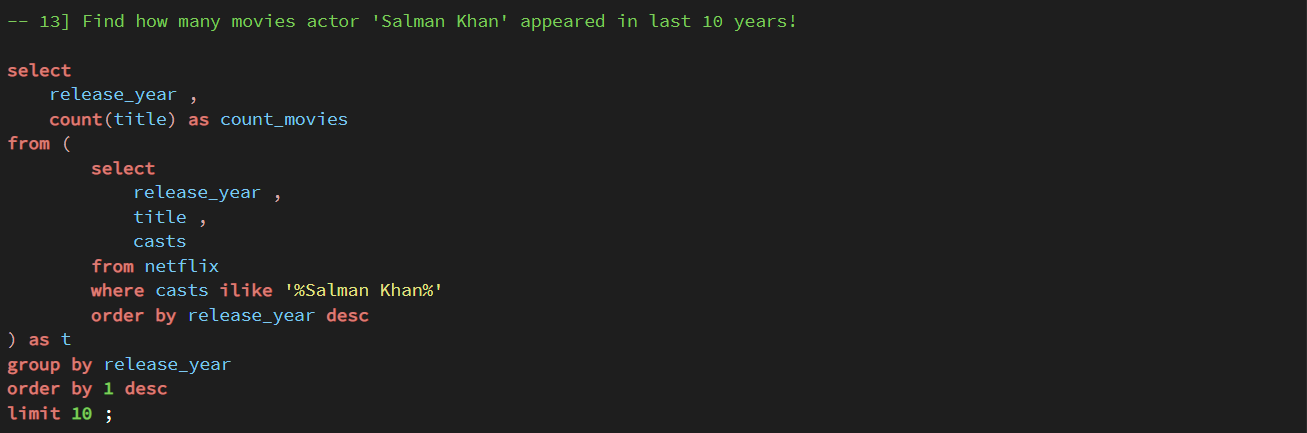 -- 13] Find how many movies actor 'Salman Khan' appeared in last 10 years!
select
release_year ,
count(title) as count_movies
from (
select
release_year ,
title ,
casts
from netflix
where casts ilike '%Salman Khan%'
order by release_year desc
) as t
group by release_year
order by 1 desc
limit 10 ;